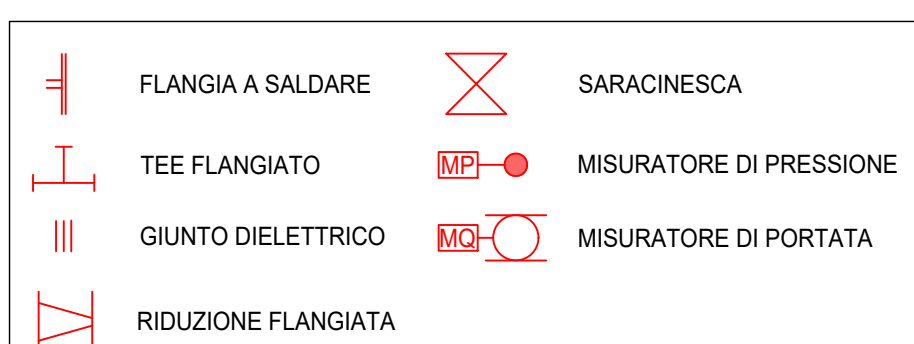 FLANGIA A SALDARE
SARACINESCA
TEE FLANGIATO
MP
MISURATORE DI PRESSIONE
GIUNTO DIELETTRICO
MQ
MISURATORE DI PORTATA
RIDUZIONE FLANGIATA